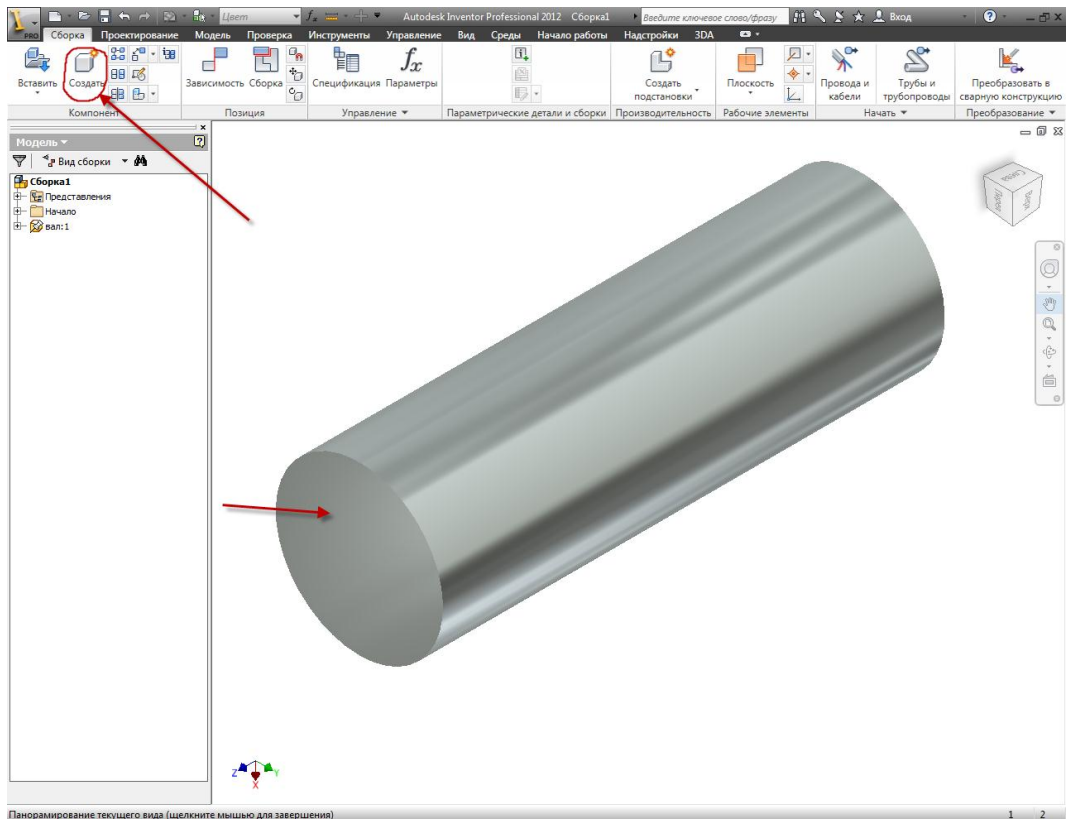 Цвет Autodesk Inventor Professional 2012 Сборка1 Введите ключевое слово/фразу Вход
PRO Сборка Проектирование Модель Проверка Инструменты Управление Вид Среды Начало работы Надстройки 3DA
Вставить Создать Зависимость Сборка Спецификация Параметры Создать подстановки Плоскость Провода и кабели Трубы и трубопроводы Преобразовать в сварную конструкцию
Компонент Позиция Управление Параметрические детали и сборки Производительность Рабочие элементы Начать Преобразование
Модель
Вид сборки
Сборка1
Представления
Начало
вал:1
Z Y
X
Панорамирование текущего вида (щелкните мышью для завершения) 1 2